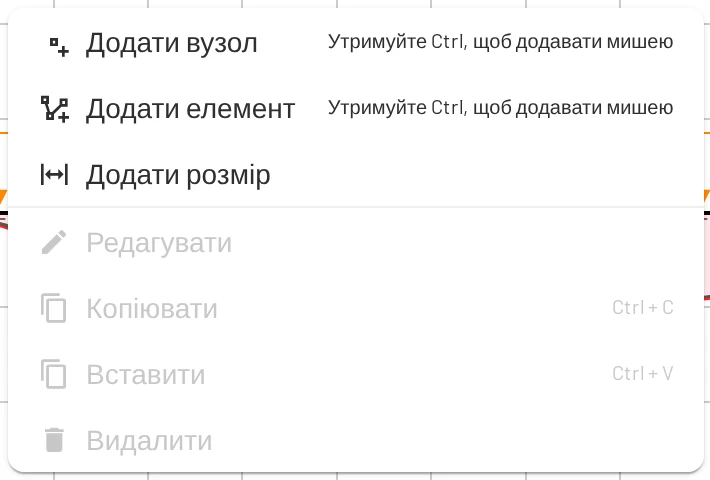 Додати вузол Утримуйте Ctrl, щоб додавати мишею
Додати елемент Утримуйте Ctrl, щоб додавати мишею
Додати розмір
Редагувати
Копіювати Ctrl + C
Вставити Ctrl + V
Видалити